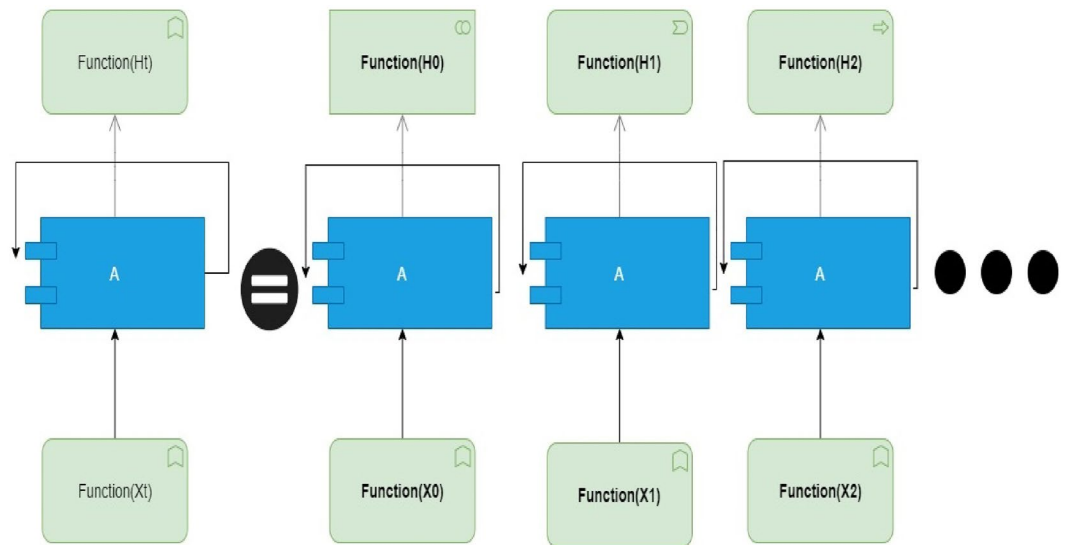 Function(Ht)
Function(H0)
Function(H1)
Function(H2)
A
A
A
A
Function(Xt)
Function(X0)
Function(X1)
Function(X2)